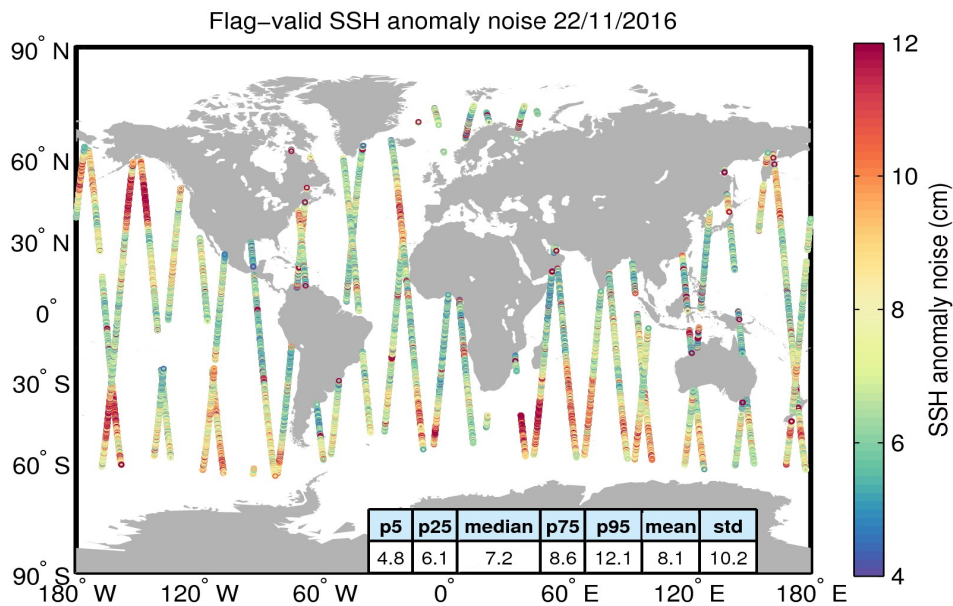 Flag−valid SSH anomaly noise 22/11/2016
90° N
60° N
30° N
0°
30° S
60° S
90° S
180° W 120° W 60° W 0° 60° E 120° E 180° E
p5 p25 median p75 p95 mean std
4.8 6.1 7.2 8.6 12.1 8.1 10.2
12
10
8
6
4
SSH anomaly noise (cm)